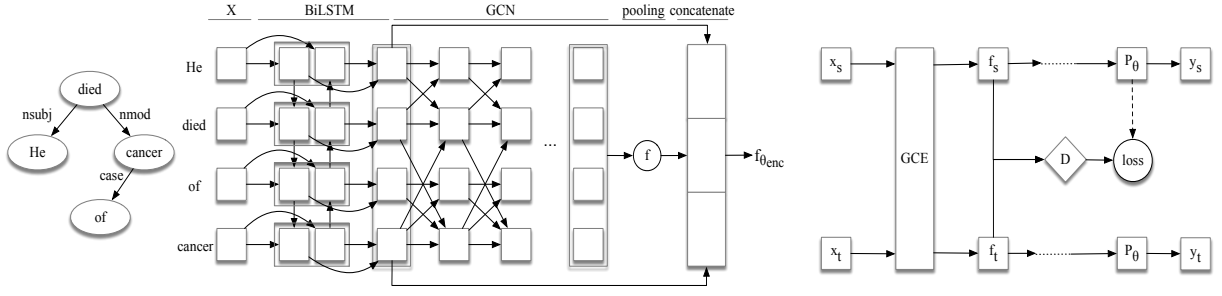 X BiLSTM GCN pooling concatenate
died
nsubj nmod
He cancer
case
of
He
died
of
cancer
...
f
fθenc
xs GCE fs ........ Pθ ys
D loss
xt ft ........ Pθ yt